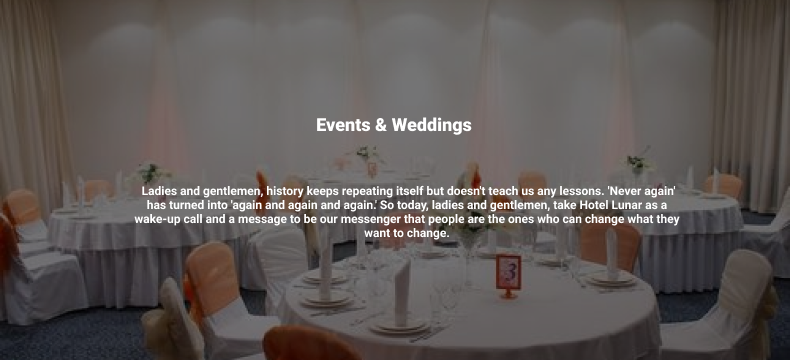 Events & Weddings
Ladies and gentlemen, history keeps repeating itself but doesn't teach us any lessons. 'Never again'
has turned into 'again and again and again.' So today, ladies and gentlemen, take Hotel Lunar as a
wake-up call and a message to be our messenger that people are the ones who can change what they
want to change.
3